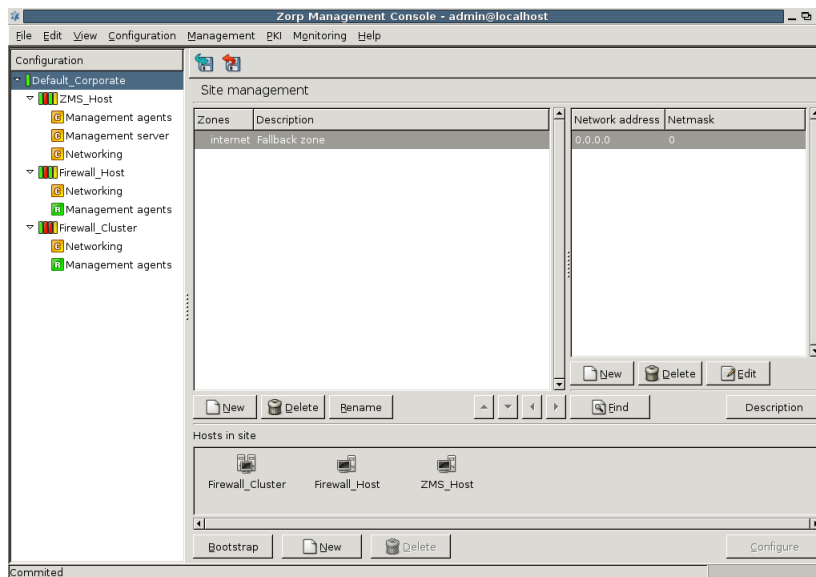 Zorp Management Console - admin@localhost
File Edit View Configuration Management PKI Monitoring Help
Configuration
Default_Corporate
ZMS_Host
Management agents
Management server
Networking
Firewall_Host
Networking
Management agents
Firewall_Cluster
Networking
Management agents
Site management
Zones Description
internet Fallback zone
Network address Netmask
0.0.0.0 0
New Delete Edit
New Delete Rename
Find Description
Hosts in site
Firewall_Cluster Firewall_Host ZMS_Host
Bootstrap New Delete Configure
Commited